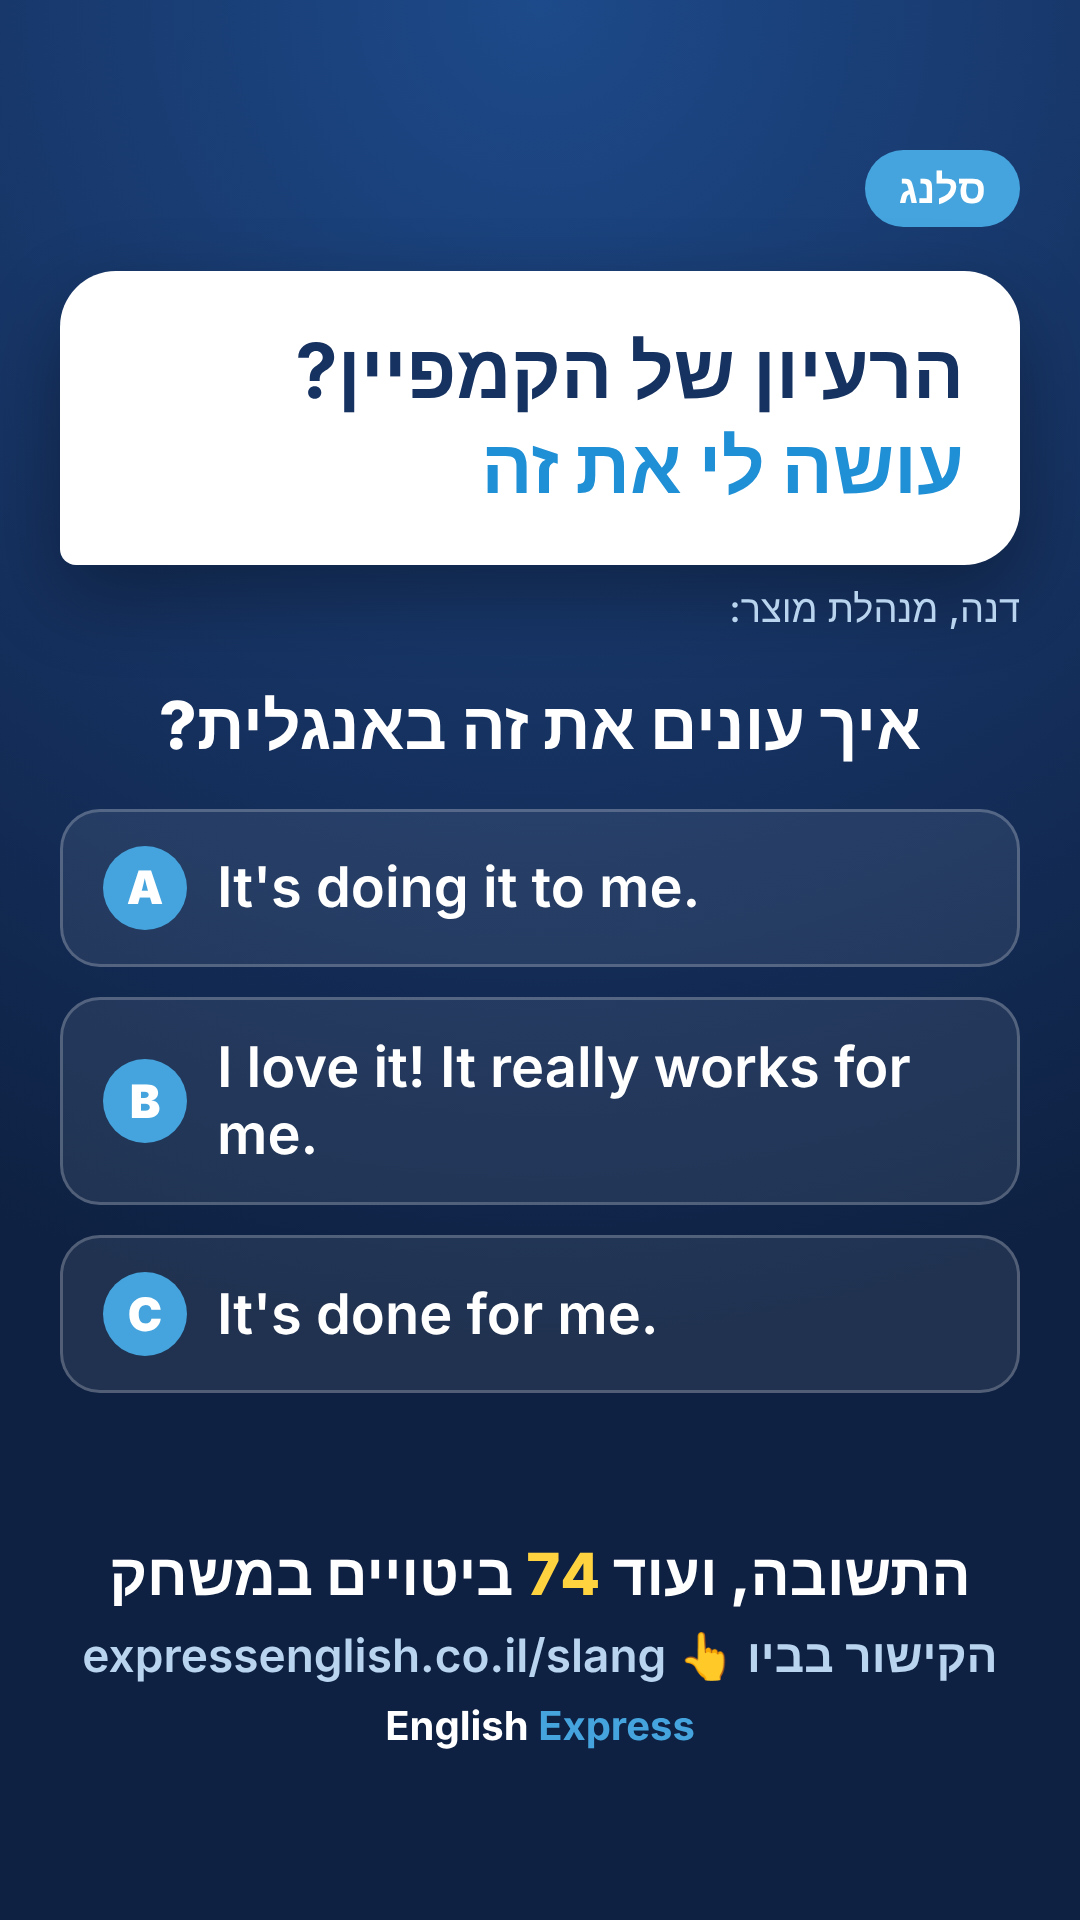 סלנג
הרעיון של הקמפיין?
עושה לי את זה
דנה, מנהלת מוצר:
איך עונים את זה באנגלית?
A It's doing it to me.
B I love it! It really works for
me.
C It's done for me.
התשובה, ועוד 74 ביטויים במשחק
הקישור בביו 👆 expressenglish.co.il/slang
English Express